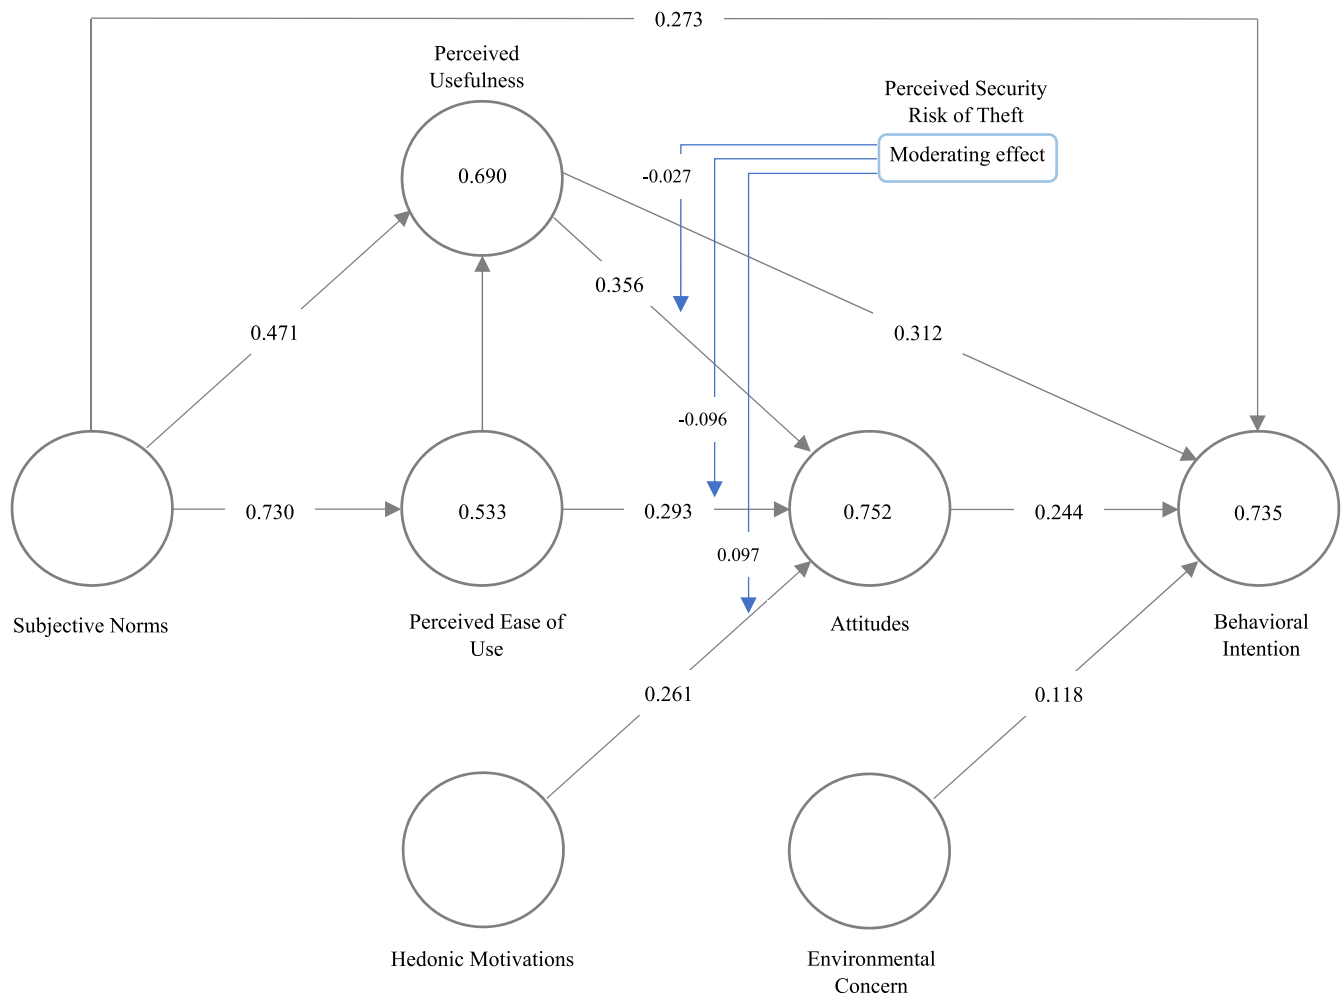 0.273
Perceived
Usefulness
Perceived Security
Risk of Theft
Moderating effect
0.690
-0.027
0.356
0.471
0.312
-0.096
0.730
0.533
0.293
0.752
0.244
0.735
0.097
Subjective Norms
Perceived Ease of
Use
Attitudes
Behavioral
Intention
0.261
0.118
Hedonic Motivations
Environmental
Concern